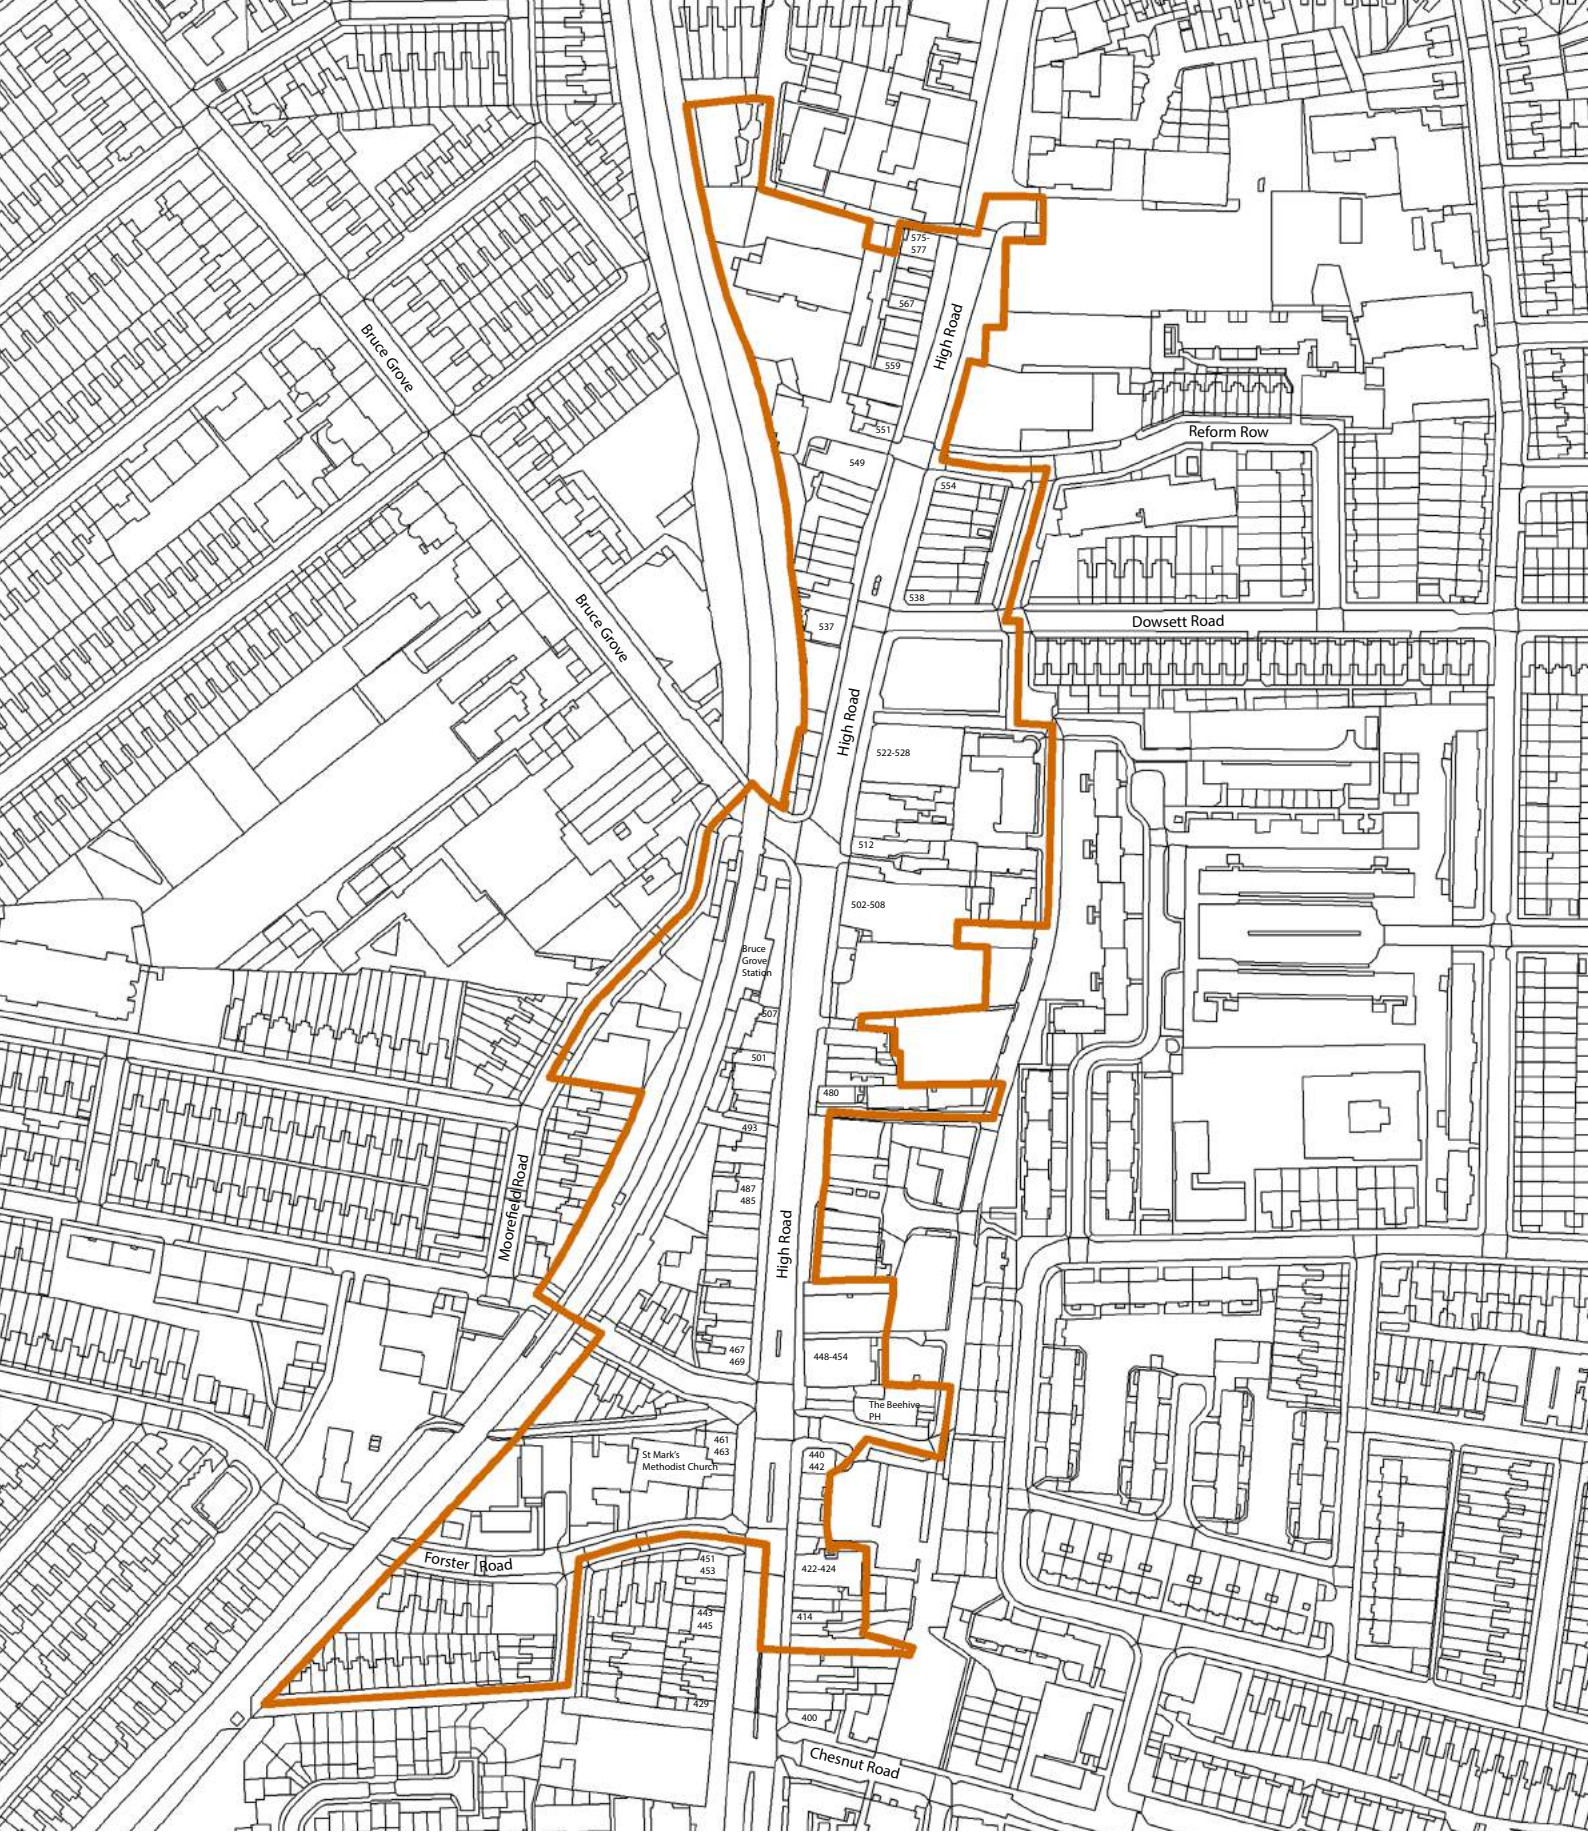 575-
577
567
High Road
559
Bruce Grove
551
Reform Row
549
554
538
Bruce Grove
537
Dowsett Road
High Road
522-528
512
502-508
Bruce
Grove
Station
507
501
480
493
487
485
Moorefield Road
High Road
467
469
448-454
The Beehive
PH
461
463
St Mark's
Methodist Church
440
442
Forster Road
451
453
422-424
443
445
414
429
400
Chesnut Road